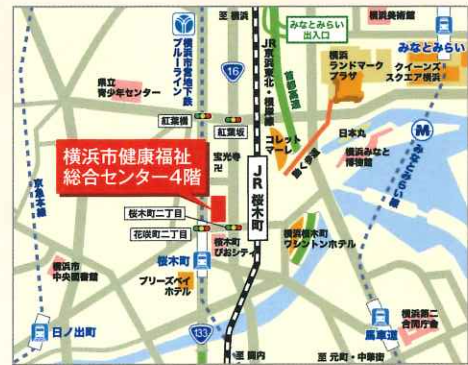 至 横浜
横浜市営地下鉄
ブルーライン
16
JR京浜東北・根岸線
首都高速
みなとみらい
出入口
横浜美術館
みなとみらい
横浜
ランドマーク
プラザ
クイーンズ
スクエア横浜
県立
青少年センター
紅葉橋
紅葉坂
コレット
マーレ
動く歩道
日本丸
横浜みなと
博物館
みなとみらい線
京急本線
横浜市健康福祉
総合センター4階
宝光寺
卍
JR 桜木町
桜木町二丁目
花咲町二丁目
桜木町
ぴおシティ
横浜桜木町
ワシントンホテル
横浜市
中央図書館
桜木町
ブリーズベイ
ホテル
日ノ出町
133
馬車道
横浜第二
合同庁舎
至 関内
至 元町・中華街